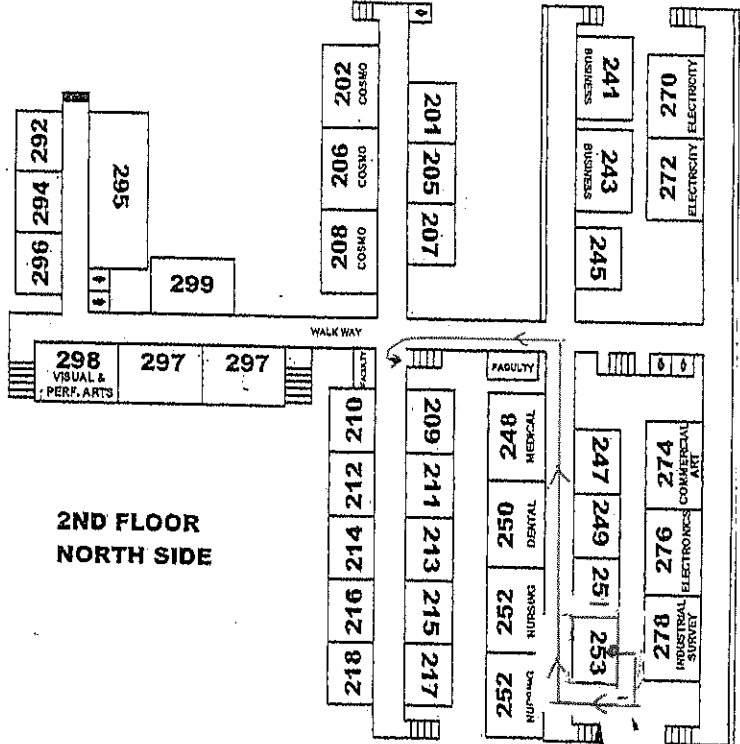 202
COSMO
206
COSMO
208
COSMO
201
205
207
241
BUSINESS
243
BUSINESS
245
270
ELECTRICITY
272
ELECTRICITY
292
294
296
295
299
WALK WAY
298
VISUAL &
PERF. ARTS
297
297
FACULTY
FACULTY
210
212
214
216
218
209
211
213
215
217
248
MEDICAL
250
DENTAL
252
NURSING
252
NURSING
247
249
251
253
274
COMMERCIAL
ART
276
ELECTRONICS
278
INDUSTRIAL
SURVEY
2ND FLOOR
NORTH SIDE